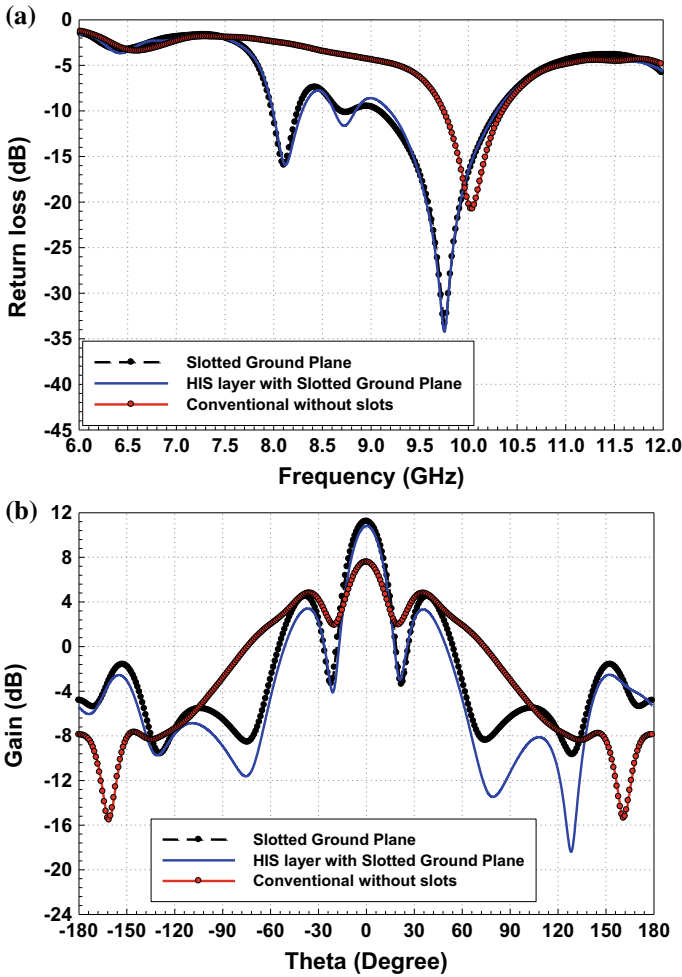 (a)
0
-5
-10
-15
-20
-25
-30
-35
-40
-45
Return loss (dB)
Slotted Ground Plane
HIS layer with Slotted Ground Plane
Conventional without slots
6.0 6.5 7.0 7.5 8.0 8.5 9.0 9.5 10.0 10.5 11.0 11.5 12.0
Frequency (GHz)
(b)
12
8
4
0
-4
-8
-12
-16
-20
-24
Gain (dB)
Slotted Ground Plane
HIS layer with Slotted Ground Plane
Conventional without slots
-180 -150 -120 -90 -60 -30 0 30 60 90 120 150 180
Theta (Degree)